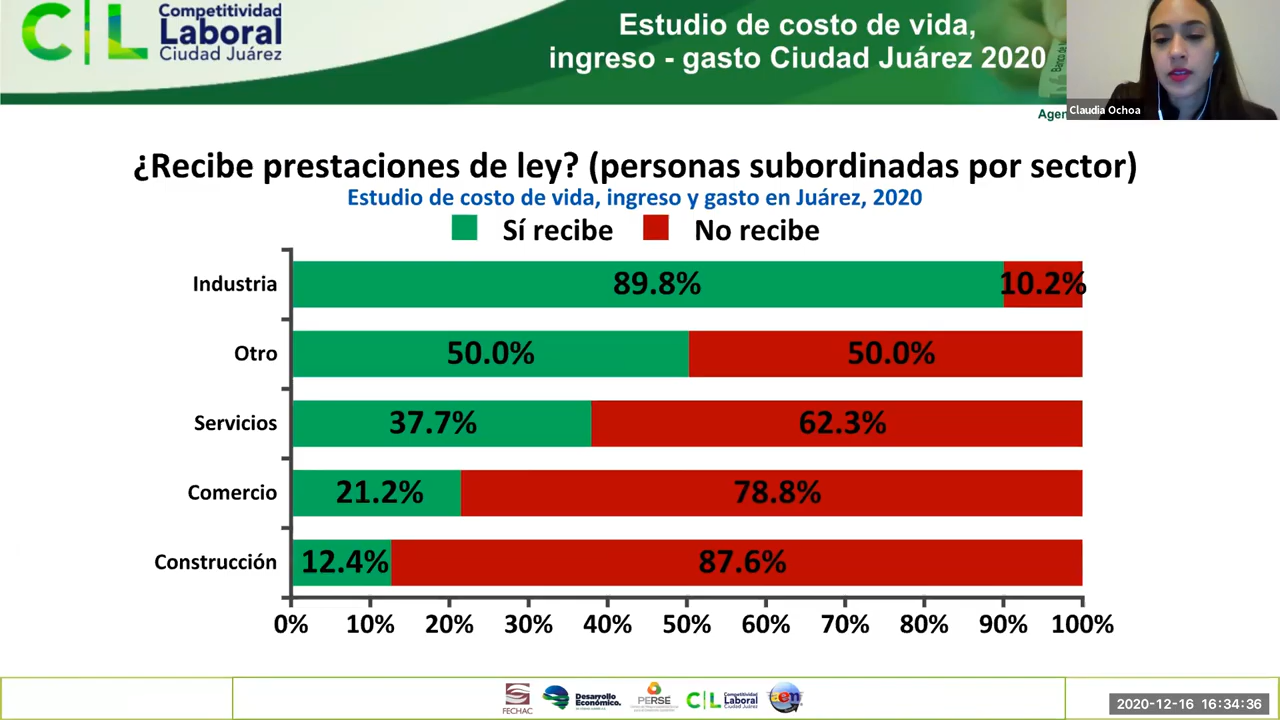 CL
Competitividad
Laboral
Ciudad Juárez
Estudio de costo de vida,
ingreso - gasto Ciudad Juárez 2020
Claudia Ochoa
¿Recibe prestaciones de ley? (personas subordinadas por sector)
Estudio de costo de vida, ingreso y gasto en Juárez, 2020
Sí recibe No recibe
Industria 89.8% 10.2%
Otro 50.0% 50.0%
Servicios 37.7% 62.3%
Comercio 21.2% 78.8%
Construcción 12.4% 87.6%
0% 10% 20% 30% 40% 50% 60% 70% 80% 90% 100%
FECHAC
Desarrollo
Económico.
PERSÉ
CL
Competitividad
Laboral
Ciudad Juárez
2020-12-16 16:34:36